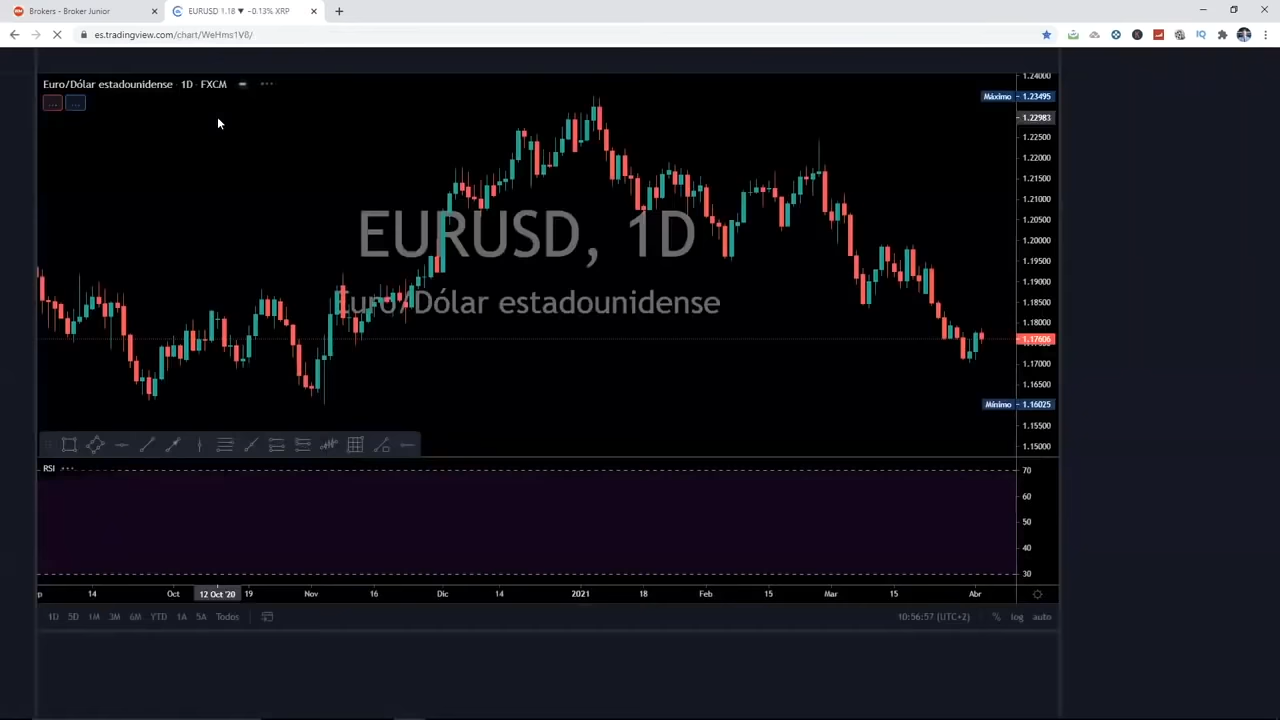 Brokers - Broker Junior
EURUSD 1.18 ▼ −0.13% XRP
es.tradingview.com/chart/WeHms1V8/
Euro/Dólar estadounidense · 1D · FXCM
1.24000
Máximo 1.23495
1.22983
1.22500
1.22000
1.21500
1.21000
1.20500
1.20000
1.19500
1.19000
1.18500
1.18000
1.17606
1.17000
1.16500
Mínimo 1.16025
1.15500
1.15000
EURUSD, 1D
Euro/Dólar estadounidense
RSI
70
60
50
40
30
14 Oct 12 Oct '20 19 Nov 16 Dic 14 2021 18 Feb 15 Mar 15 Abr
1D 5D 1M 3M 6M YTD 1A 5A Todos
10:56:57 (UTC+2) % log auto